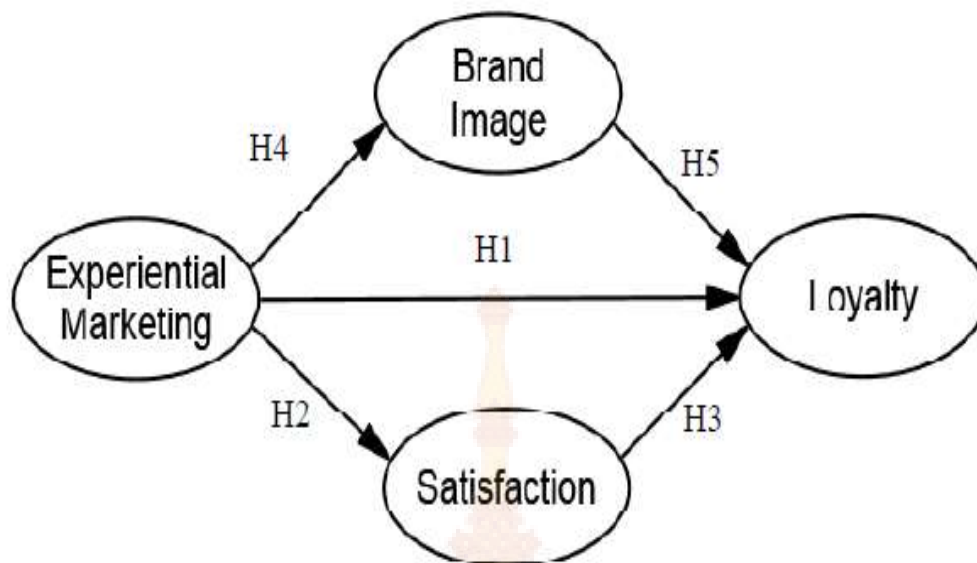 Brand
Image
H4
H5
H1
Experiential
Marketing
Loyalty
H2
H3
Satisfaction